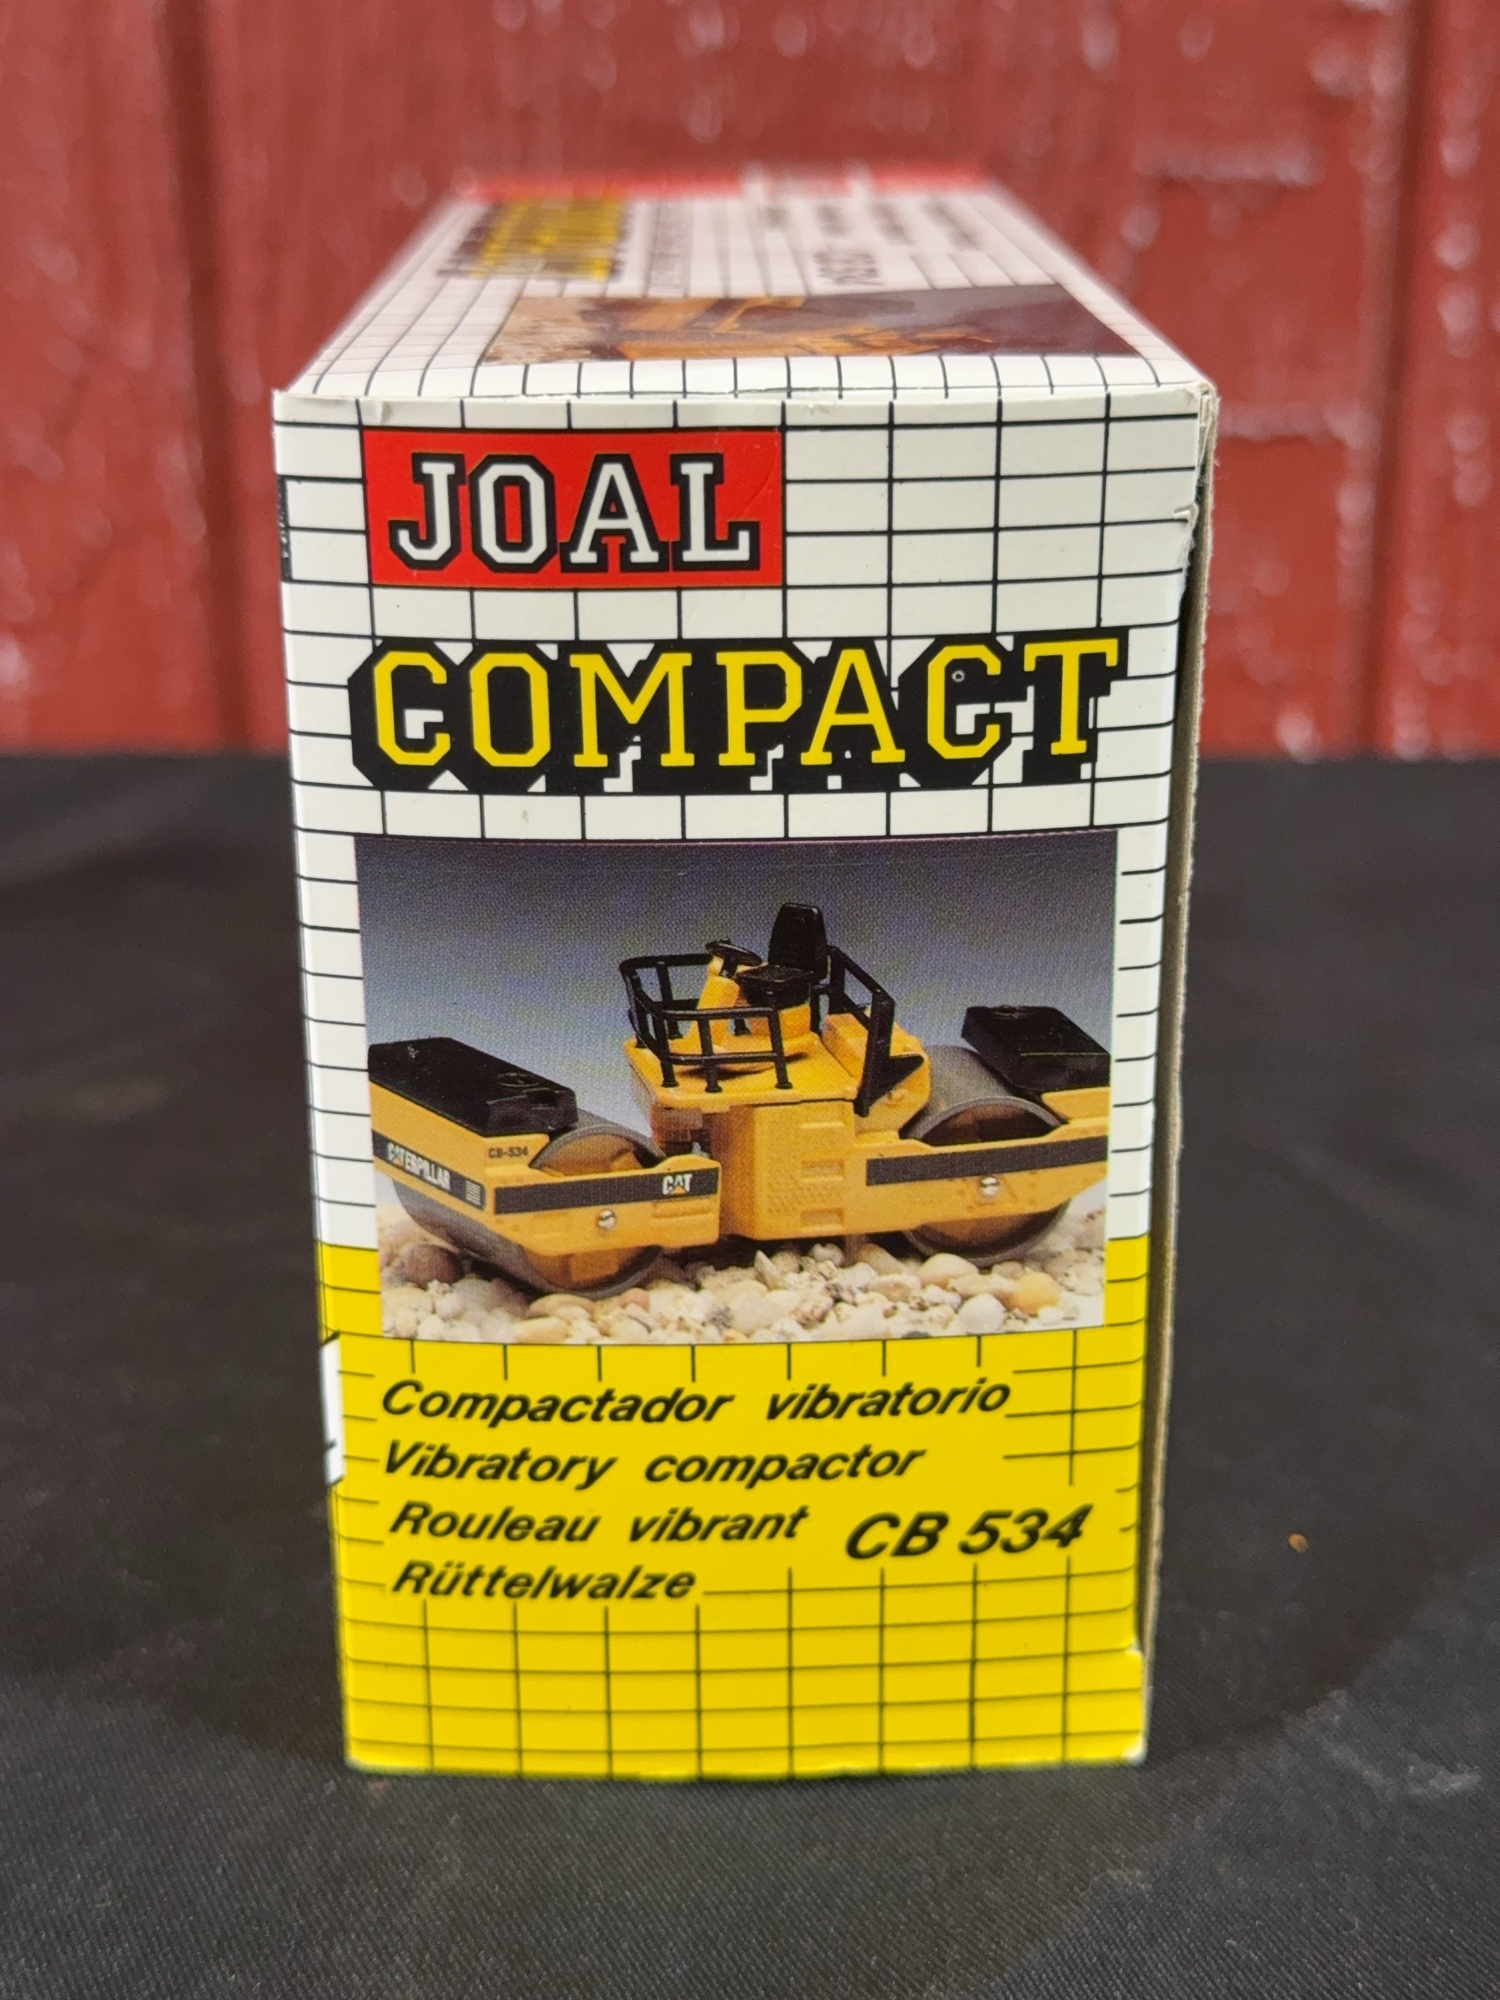 JOAL
COMPACT
CATERPILLAR
CB-534
CAT
Compactador vibratorio
Vibratory compactor
Rouleau vibrant
CB 534
Rüttelwalze